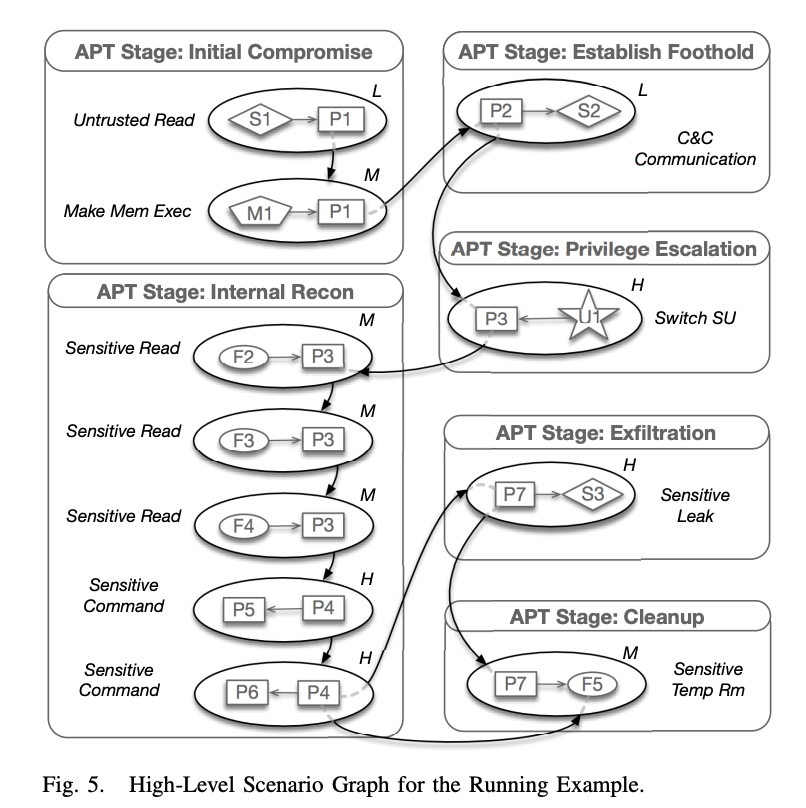 APT Stage: Initial Compromise
L
Untrusted Read
S1
P1
M
Make Mem Exec
M1
P1
APT Stage: Establish Foothold
L
P2
S2
C&C
Communication
APT Stage: Privilege Escalation
H
P3
U1
Switch SU
APT Stage: Internal Recon
M
Sensitive Read
F2
P3
M
Sensitive Read
F3
P3
M
Sensitive Read
F4
P3
H
Sensitive
Command
P5
P4
H
Sensitive
Command
P6
P4
APT Stage: Exfiltration
H
P7
S3
Sensitive
Leak
APT Stage: Cleanup
M
P7
F5
Sensitive
Temp Rm
Fig. 5. High-Level Scenario Graph for the Running Example.